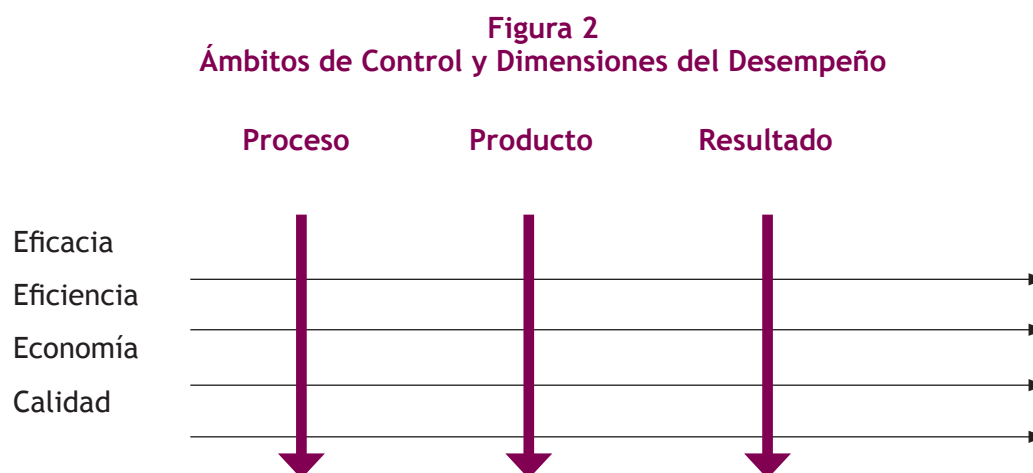 Figura 2
Ámbitos de Control y Dimensiones del Desempeño
Proceso Producto Resultado
Eficacia
Eficiencia
Economía
Calidad